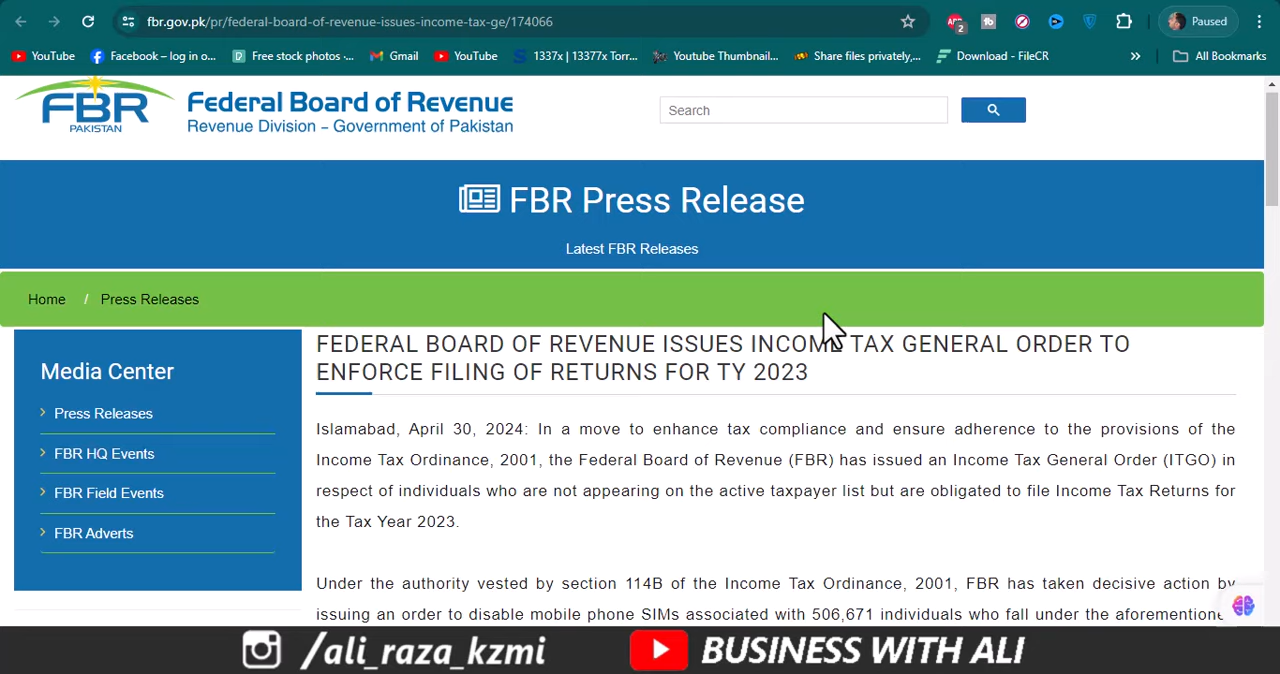 fbr.gov.pk/pr/federal-board-of-revenue-issues-income-tax-ge/174066
2
Paused
YouTube
Facebook – log in o...
Free stock photos -...
Gmail
YouTube
1337x | 13377x Torr...
Youtube Thumbnail...
Share files privately,...
Download - FileCR
»
All Bookmarks
FBR
PAKISTAN
Federal Board of Revenue
Revenue Division – Government of Pakistan
Search
FBR Press Release
Latest FBR Releases
Home / Press Releases
Media Center
Press Releases
FBR HQ Events
FBR Field Events
FBR Adverts
FEDERAL BOARD OF REVENUE ISSUES INCOME TAX GENERAL ORDER TO
ENFORCE FILING OF RETURNS FOR TY 2023
Islamabad, April 30, 2024: In a move to enhance tax compliance and ensure adherence to the provisions of the
Income Tax Ordinance, 2001, the Federal Board of Revenue (FBR) has issued an Income Tax General Order (ITGO) in
respect of individuals who are not appearing on the active taxpayer list but are obligated to file Income Tax Returns for
the Tax Year 2023.
Under the authority vested by section 114B of the Income Tax Ordinance, 2001, FBR has taken decisive action by
issuing an order to disable mobile phone SIMs associated with 506,671 individuals who fall under the aforementione
/ali_raza_kzmi
BUSINESS WITH ALI